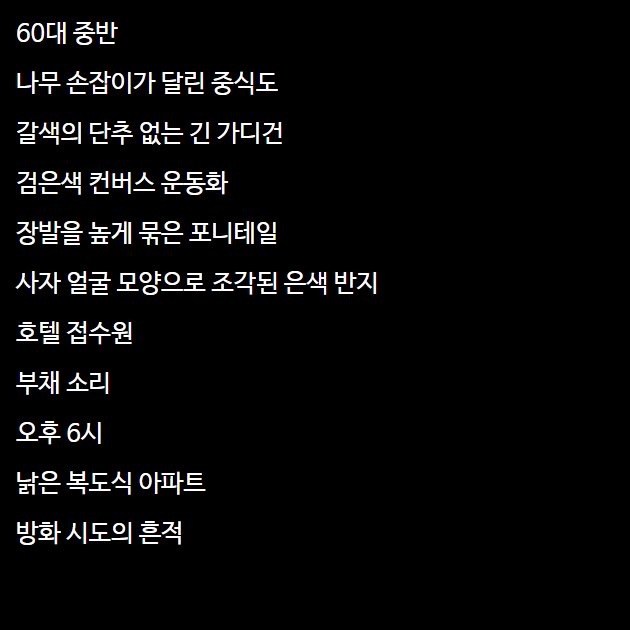 60대 중반
나무 손잡이가 달린 중식도
갈색의 단추 없는 긴 가디건
검은색 컨버스 운동화
장발을 높게 묶은 포니테일
사자 얼굴 모양으로 조각된 은색 반지
호텔 접수원
부채 소리
오후 6시
낡은 복도식 아파트
방화 시도의 흔적